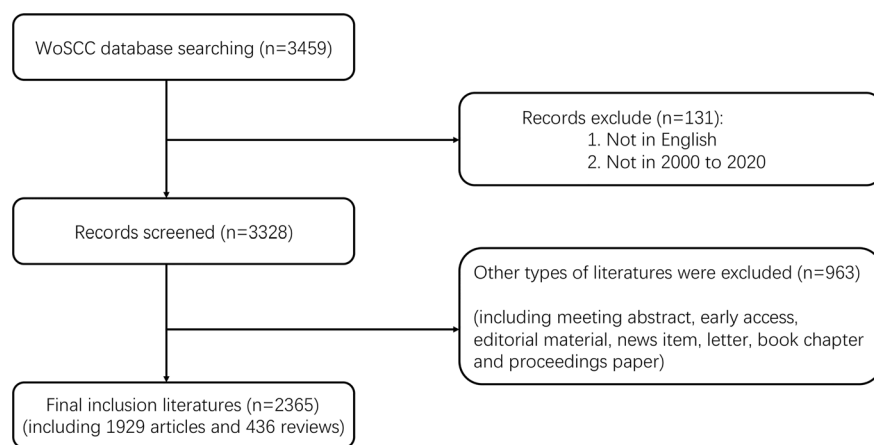 WoSCC database searching (n=3459)
Records exclude (n=131):
1. Not in English
2. Not in 2000 to 2020
Records screened (n=3328)
Other types of literatures were excluded (n=963)
(including meeting abstract, early access,
editorial material, news item, letter, book chapter
and proceedings paper)
Final inclusion literatures (n=2365)
(including 1929 articles and 436 reviews)